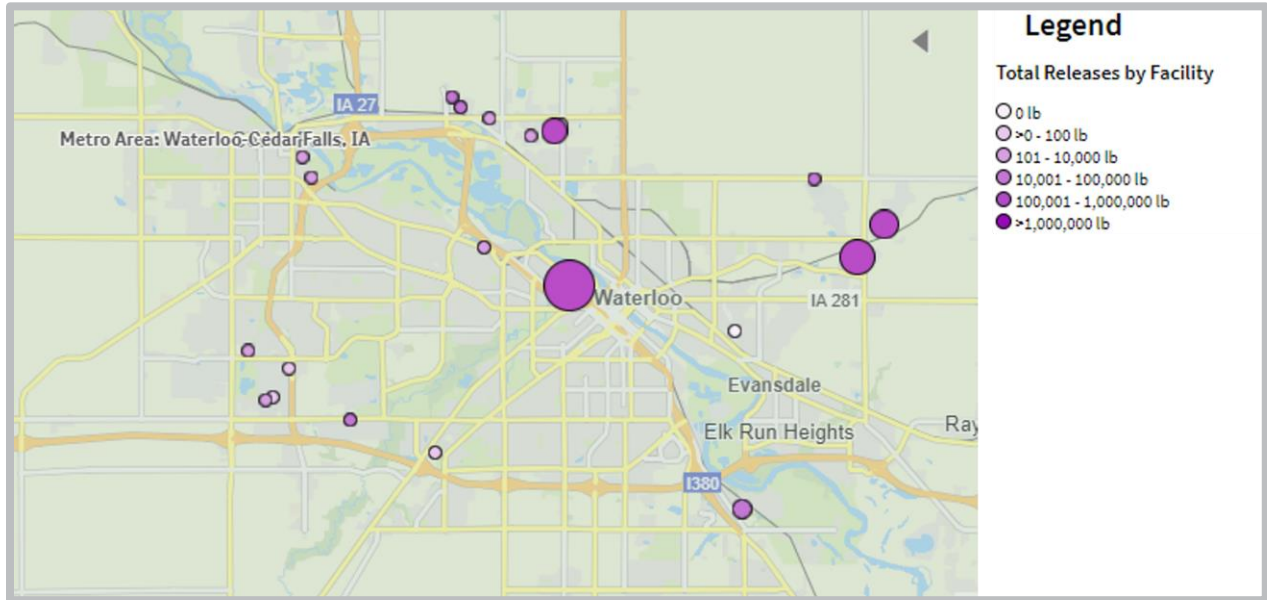 Legend
Total Releases by Facility
0 lb
>0 - 100 lb
101 - 10,000 lb
10,001 - 100,000 lb
100,001 - 1,000,000 lb
>1,000,000 lb
IA 27
Metro Area: Waterloo-Cedar Falls, IA
Waterloo
IA 281
Evansdale
Elk Run Heights
Ray
I380